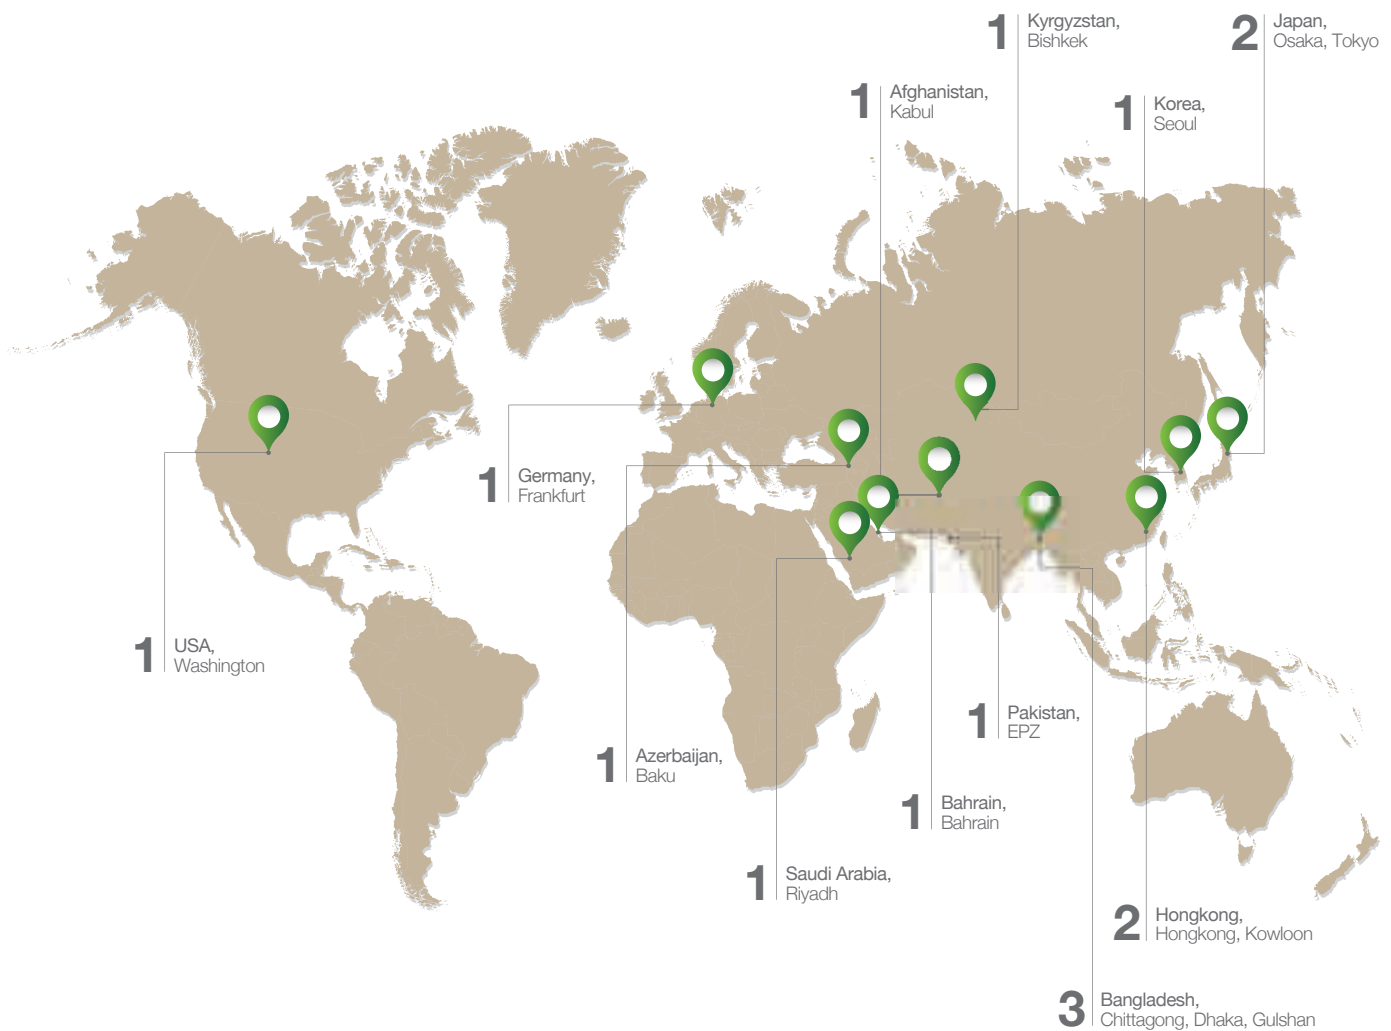 1 Kyrgyzstan,
Bishkek
2 Japan,
Osaka, Tokyo
1 Afghanistan,
Kabul
1 Korea,
Seoul
1 Germany,
Frankfurt
1 USA,
Washington
1 Pakistan,
EPZ
1 Azerbaijan,
Baku
1 Bahrain,
Bahrain
1 Saudi Arabia,
Riyadh
2 Hongkong,
Hongkong, Kowloon
3 Bangladesh,
Chittagong, Dhaka, Gulshan